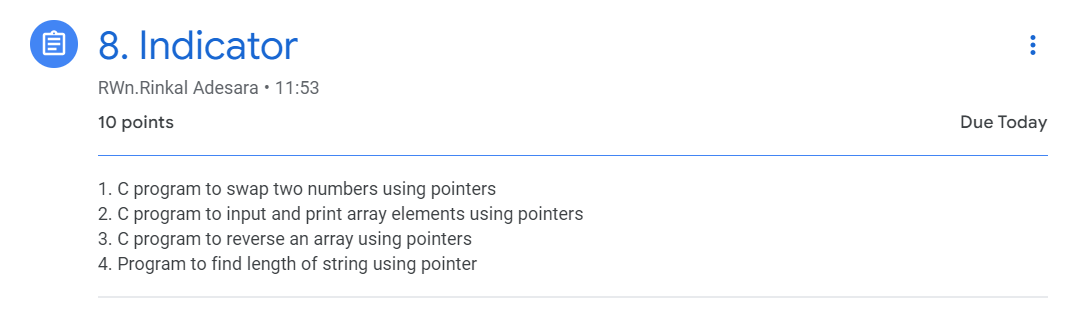 8. Indicator
RWn.Rinkal Adesara • 11:53
10 points
Due Today
1. C program to swap two numbers using pointers
2. C program to input and print array elements using pointers
3. C program to reverse an array using pointers
4. Program to find length of string using pointer